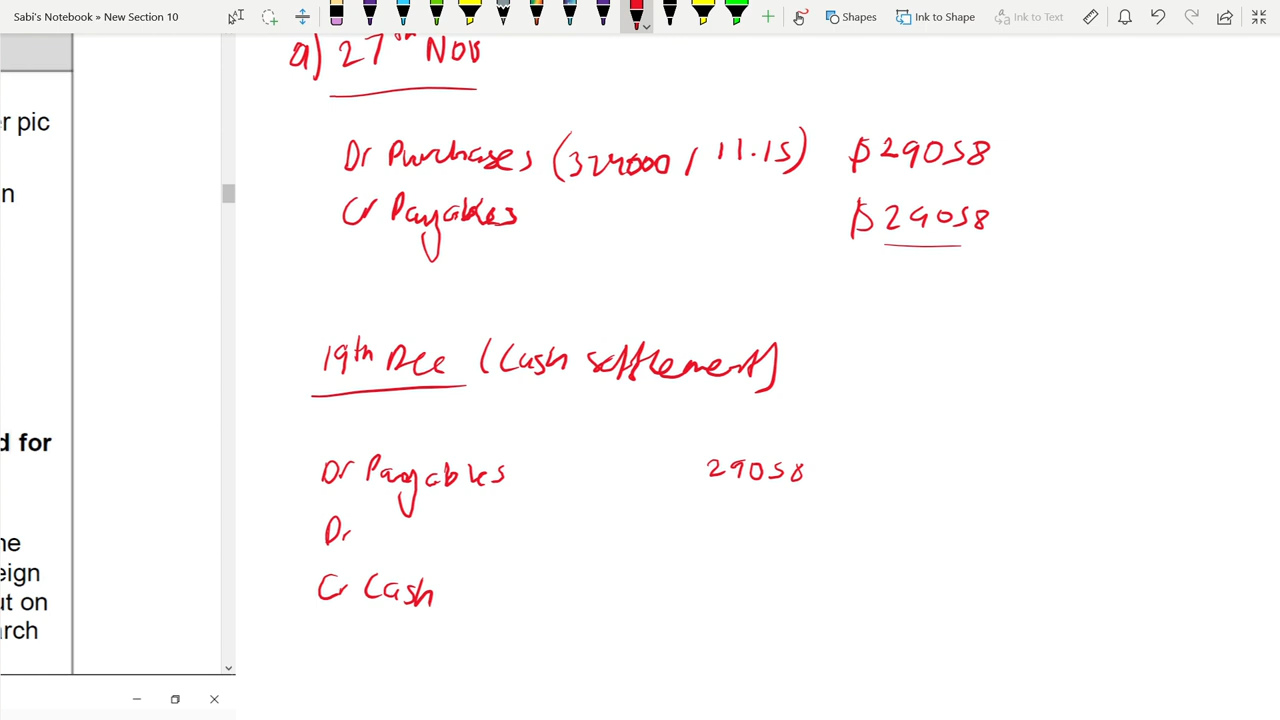 Sabi's Notebook » New Section 10
Shapes
Ink to Shape
Ink to Text
r pic
n
d for
ne
eign
ut on
arch
a) 27th Nov
Dr Purchases (324000 / 11.15) $29058
Cr Payables $29058
19th Dec (Cash settlement)
Dr Payables 29058
Dr
Cr Cash